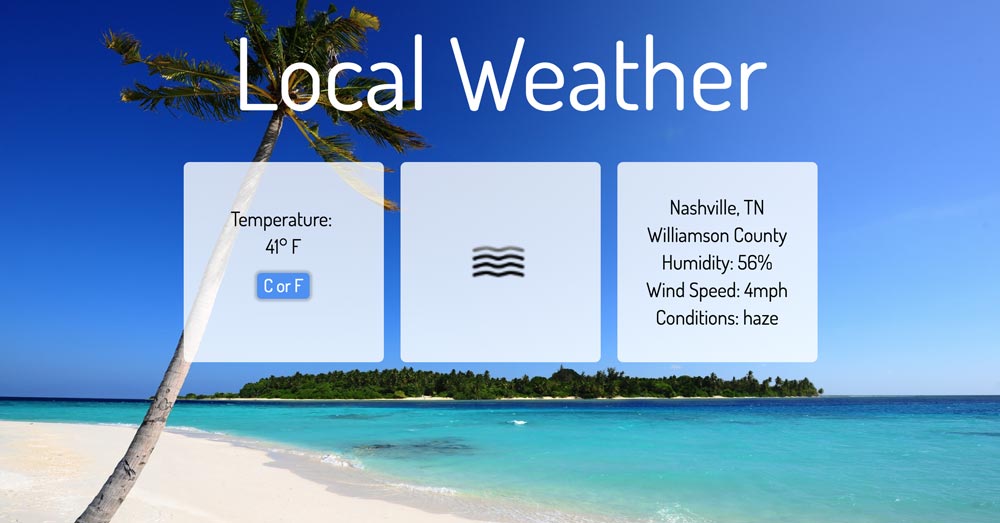 Local Weather
Temperature:
41° F
C or F
Nashville, TN
Williamson County
Humidity: 56%
Wind Speed: 4mph
Conditions: haze